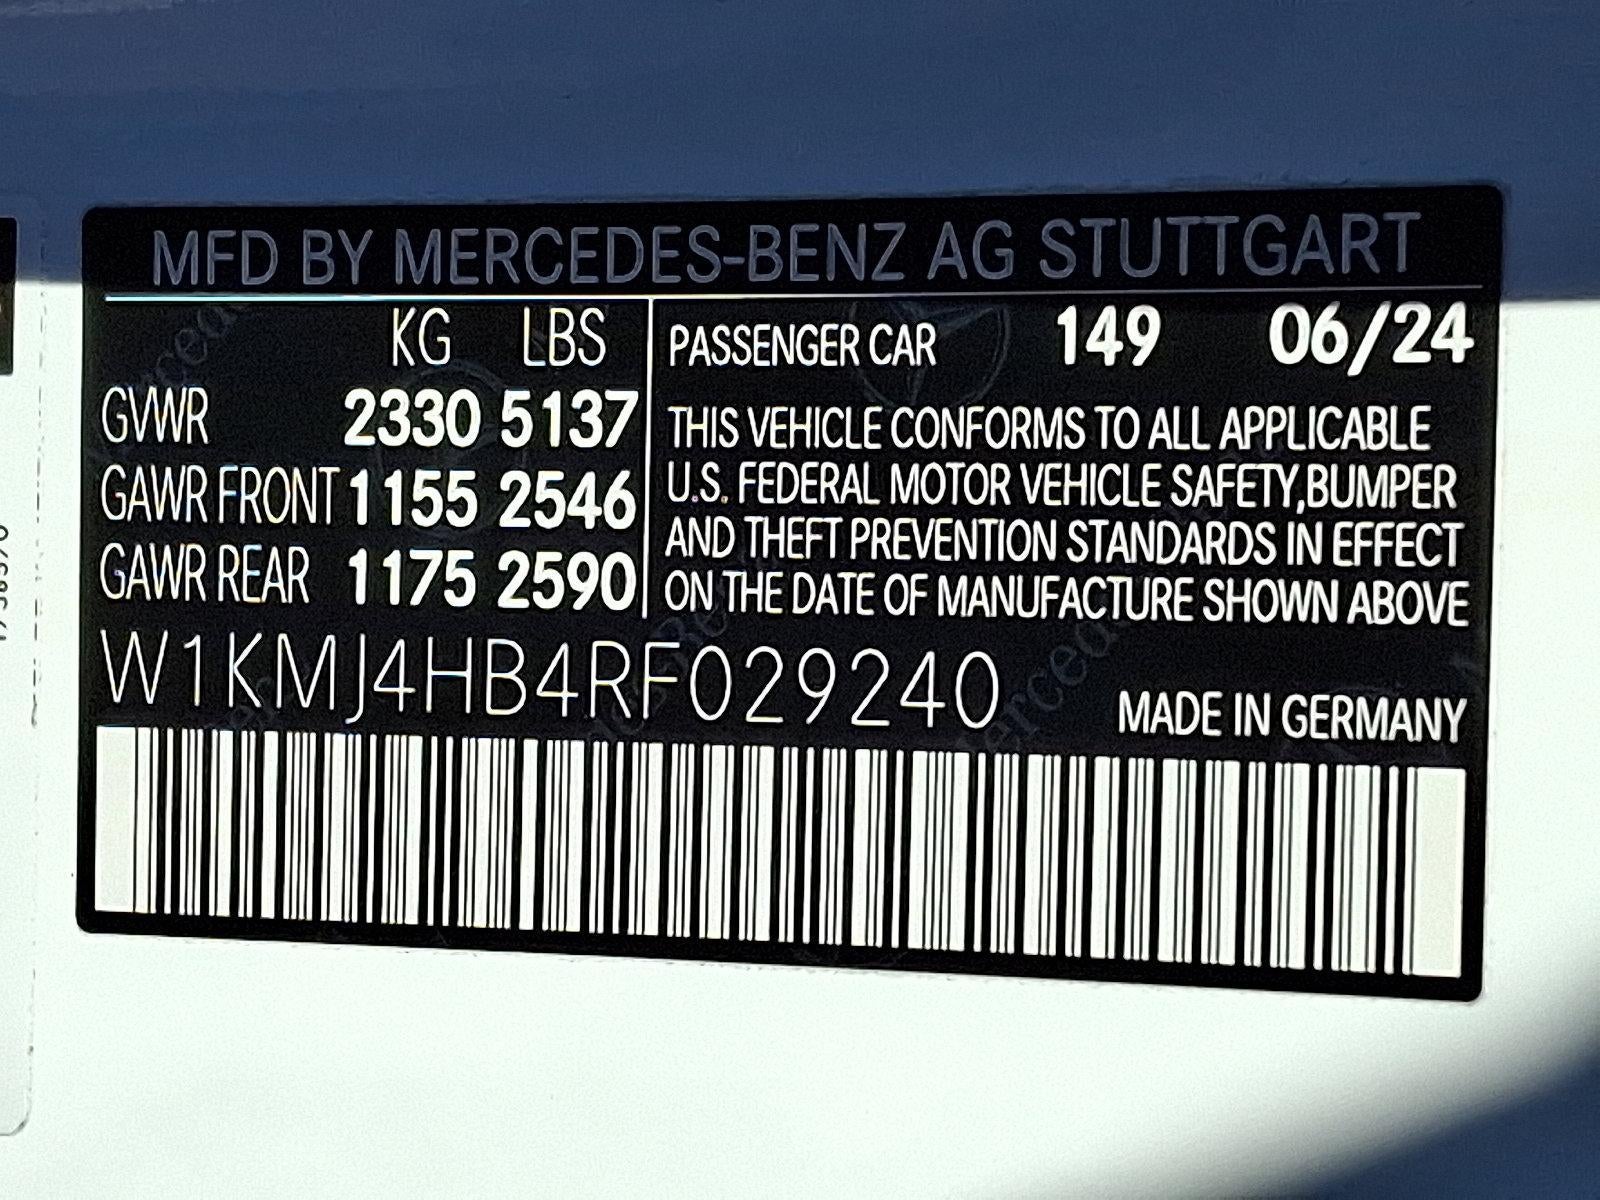 MFD BY MERCEDES-BENZ AG STUTTGART
KG LBS
GVWR 2330 5137
GAWR FRONT 1155 2546
GAWR REAR 1175 2590
PASSENGER CAR 149 06/24
THIS VEHICLE CONFORMS TO ALL APPLICABLE
U.S. FEDERAL MOTOR VEHICLE SAFETY,BUMPER
AND THEFT PREVENTION STANDARDS IN EFFECT
ON THE DATE OF MANUFACTURE SHOWN ABOVE
W1KMJ4HB4RF029240
MADE IN GERMANY